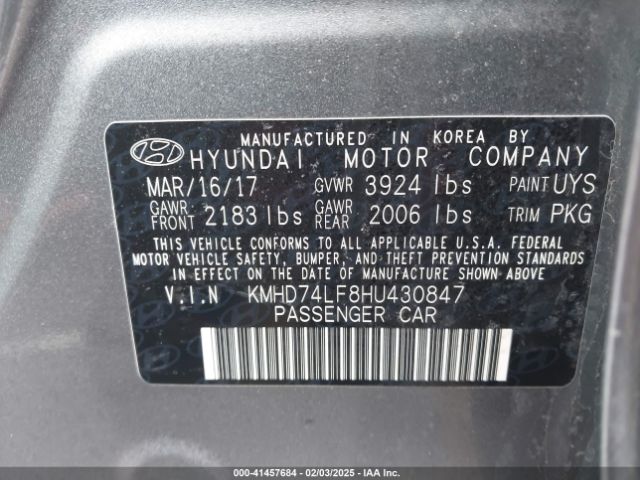 MANUFACTURED IN KOREA BY
HYUNDAI MOTOR COMPANY
MAR/16/17 GVWR 3924 lbs PAINT UYS
GAWR FRONT 2183 lbs GAWR REAR 2006 lbs TRIM PKG
THIS VEHICLE CONFORMS TO ALL APPLICABLE U.S.A. FEDERAL
MOTOR VEHICLE SAFETY, BUMPER, AND THEFT PREVENTION STANDARDS
IN EFFECT ON THE DATE OF MANUFACTURE SHOWN ABOVE.
V.I.N KMHD74LF8HU430847
PASSENGER CAR
000-41457684 | 02/03/2025 - IAAI.com